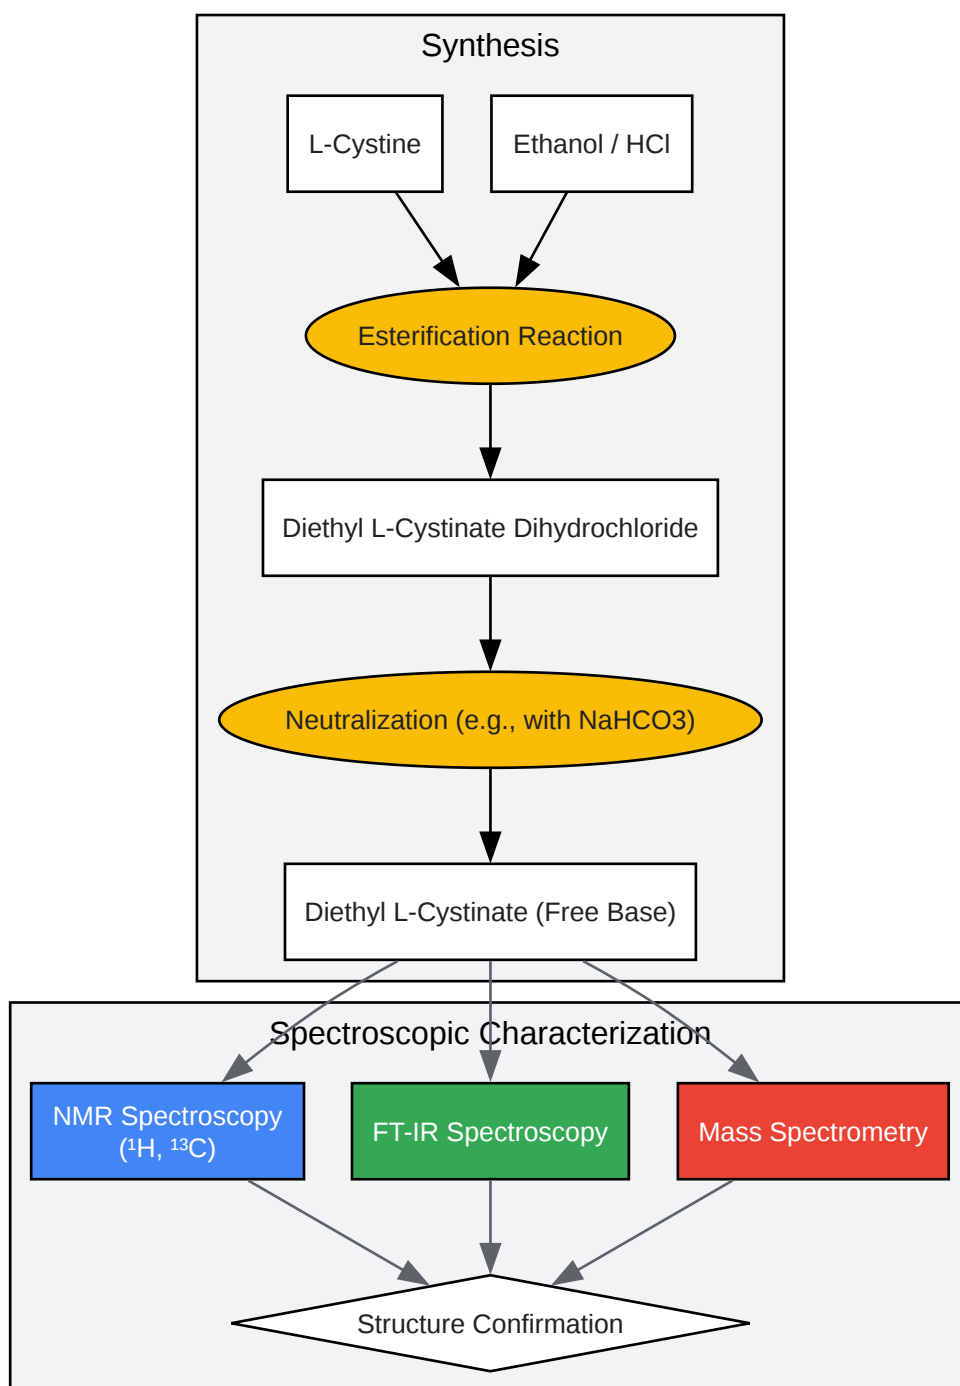 Synthesis
L-Cystine
Ethanol / HCl
Esterification Reaction
Diethyl L-Cystinate Dihydrochloride
Neutralization (e.g., with NaHCO3)
Diethyl L-Cystinate (Free Base)
Spectroscopic Characterization
NMR Spectroscopy
(¹H, ¹³C)
FT-IR Spectroscopy
Mass Spectrometry
Structure Confirmation